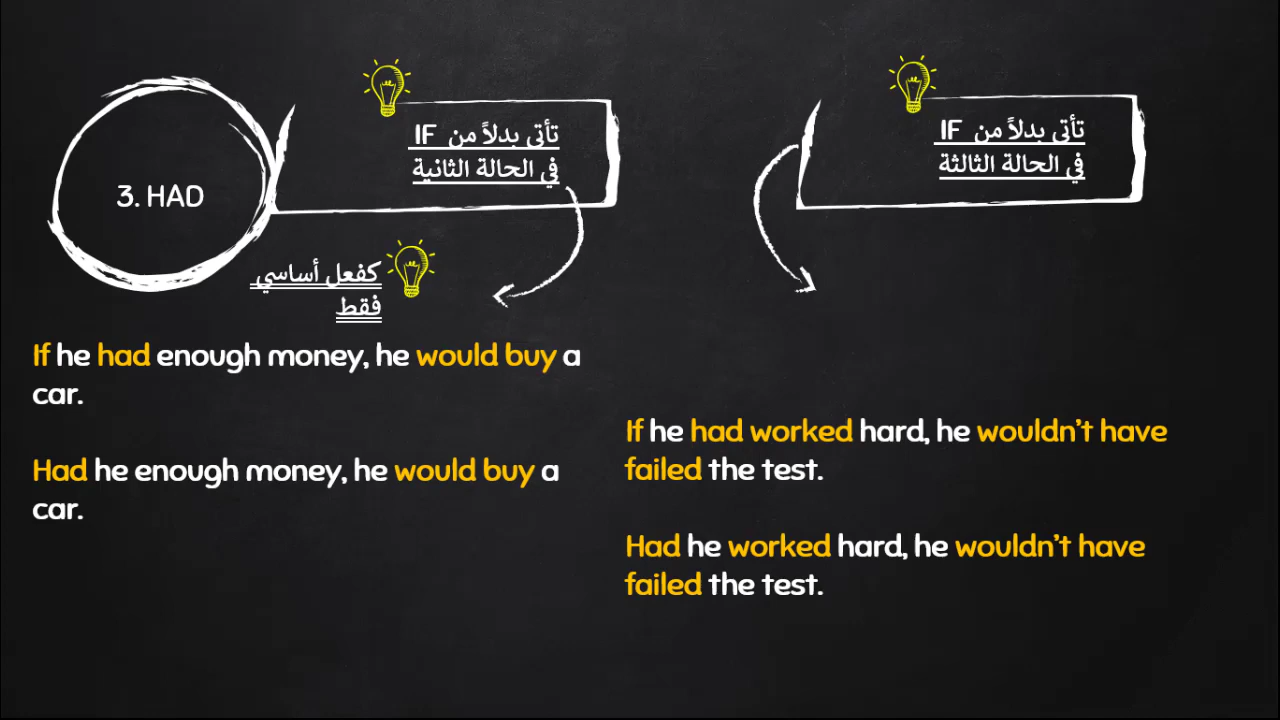 3. HAD
تأتى بدلاً من IF
في الحالة الثانية
كفعل أساسي
فقط
If he had enough money, he would buy a
car.
Had he enough money, he would buy a
car.
تأتى بدلاً من IF
في الحالة الثالثة
If he had worked hard, he wouldn't have
failed the test.
Had he worked hard, he wouldn't have
failed the test.